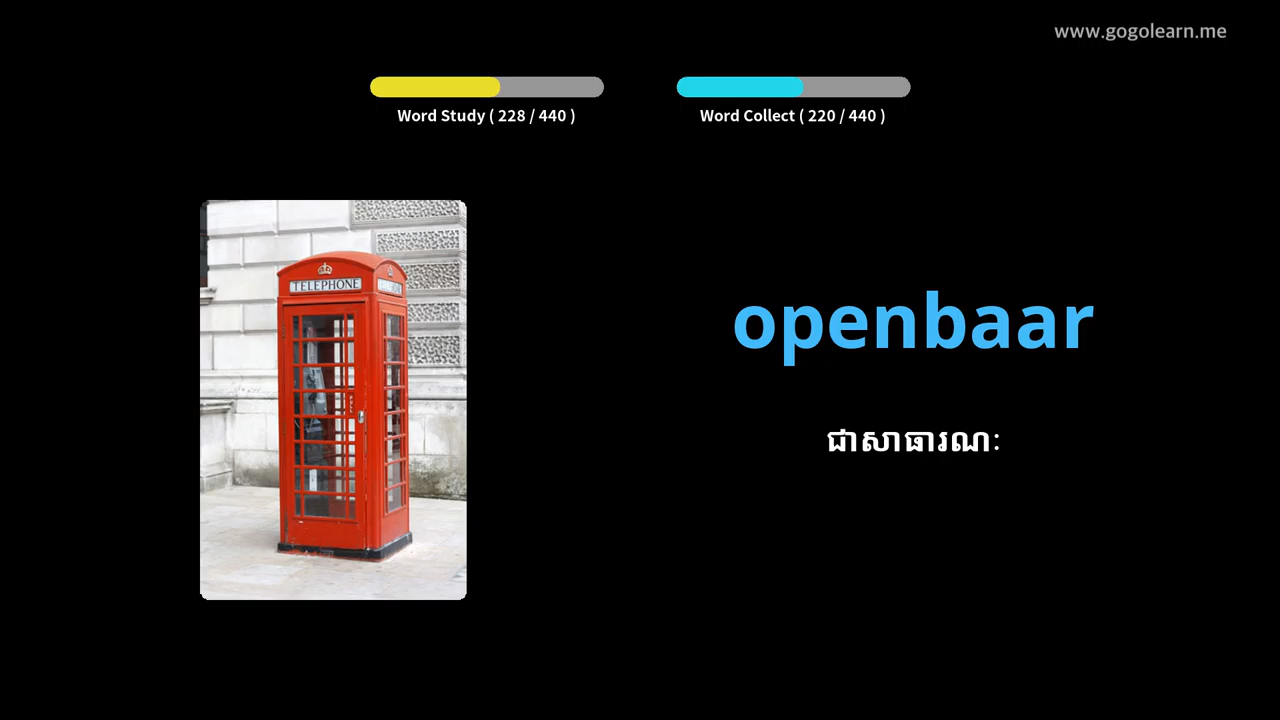 www.gogolearn.me
Word Study ( 228 / 440 )
Word Collect ( 220 / 440 )
TELEPHONE
openbaar
ជាសាធារណៈ